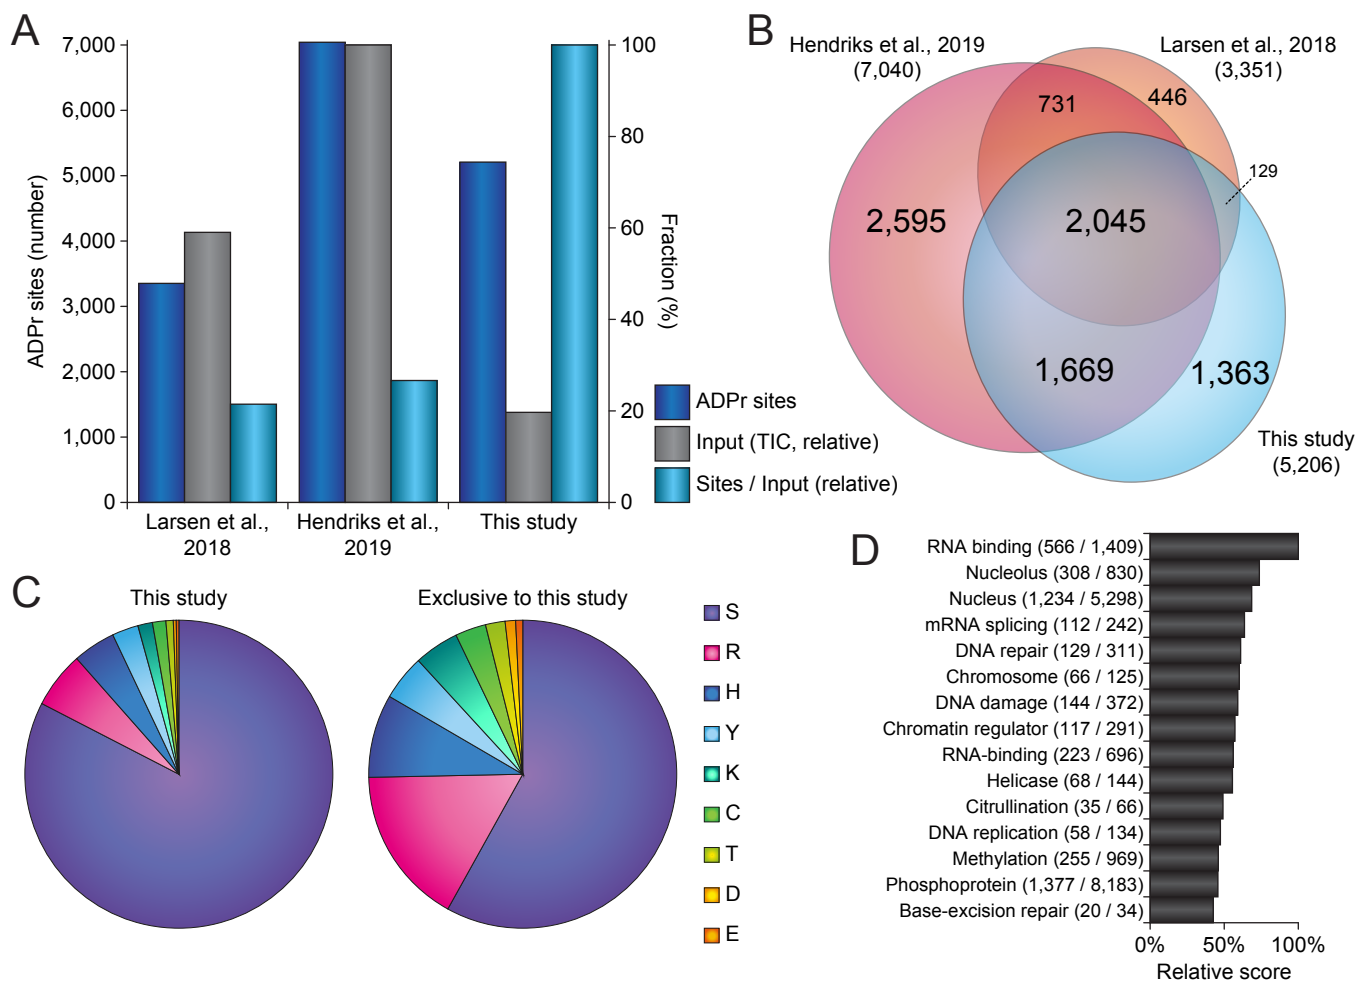 A
7,000
6,000
5,000
4,000
3,000
2,000
1,000
0
ADPr sites (number)
100
80
60
40
20
0
Fraction (%)
Larsen et al.,
2018
Hendriks et al.,
2019
This study
ADPr sites
Input (TIC, relative)
Sites / Input (relative)
B
Hendriks et al., 2019
(7,040)
Larsen et al., 2018
(3,351)
731
446
129
2,595
2,045
1,669
1,363
This study
(5,206)
C
This study
Exclusive to this study
S
R
H
Y
K
C
T
D
E
D
RNA binding (566 / 1,409)
Nucleolus (308 / 830)
Nucleus (1,234 / 5,298)
mRNA splicing (112 / 242)
DNA repair (129 / 311)
Chromosome (66 / 125)
DNA damage (144 / 372)
Chromatin regulator (117 / 291)
RNA-binding (223 / 696)
Helicase (68 / 144)
Citrullination (35 / 66)
DNA replication (58 / 134)
Methylation (255 / 969)
Phosphoprotein (1,377 / 8,183)
Base-excision repair (20 / 34)
0%
50%
100%
Relative score